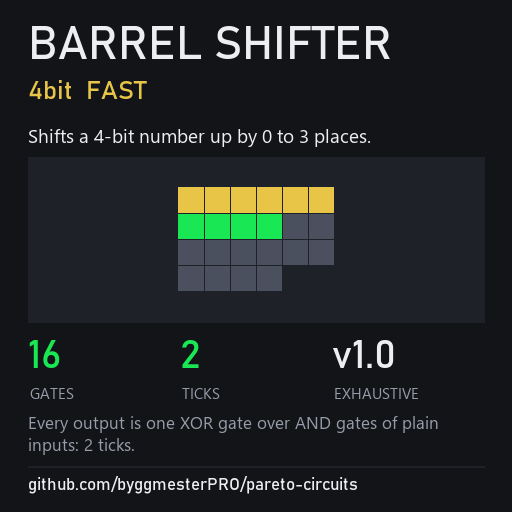 BARREL SHIFTER
4bit FAST
Shifts a 4-bit number up by 0 to 3 places.
16 2 v1.0
GATES TICKS EXHAUSTIVE
Every output is one XOR gate over AND gates of plain
inputs: 2 ticks.
github.com/byggmesterPRO/pareto-circuits